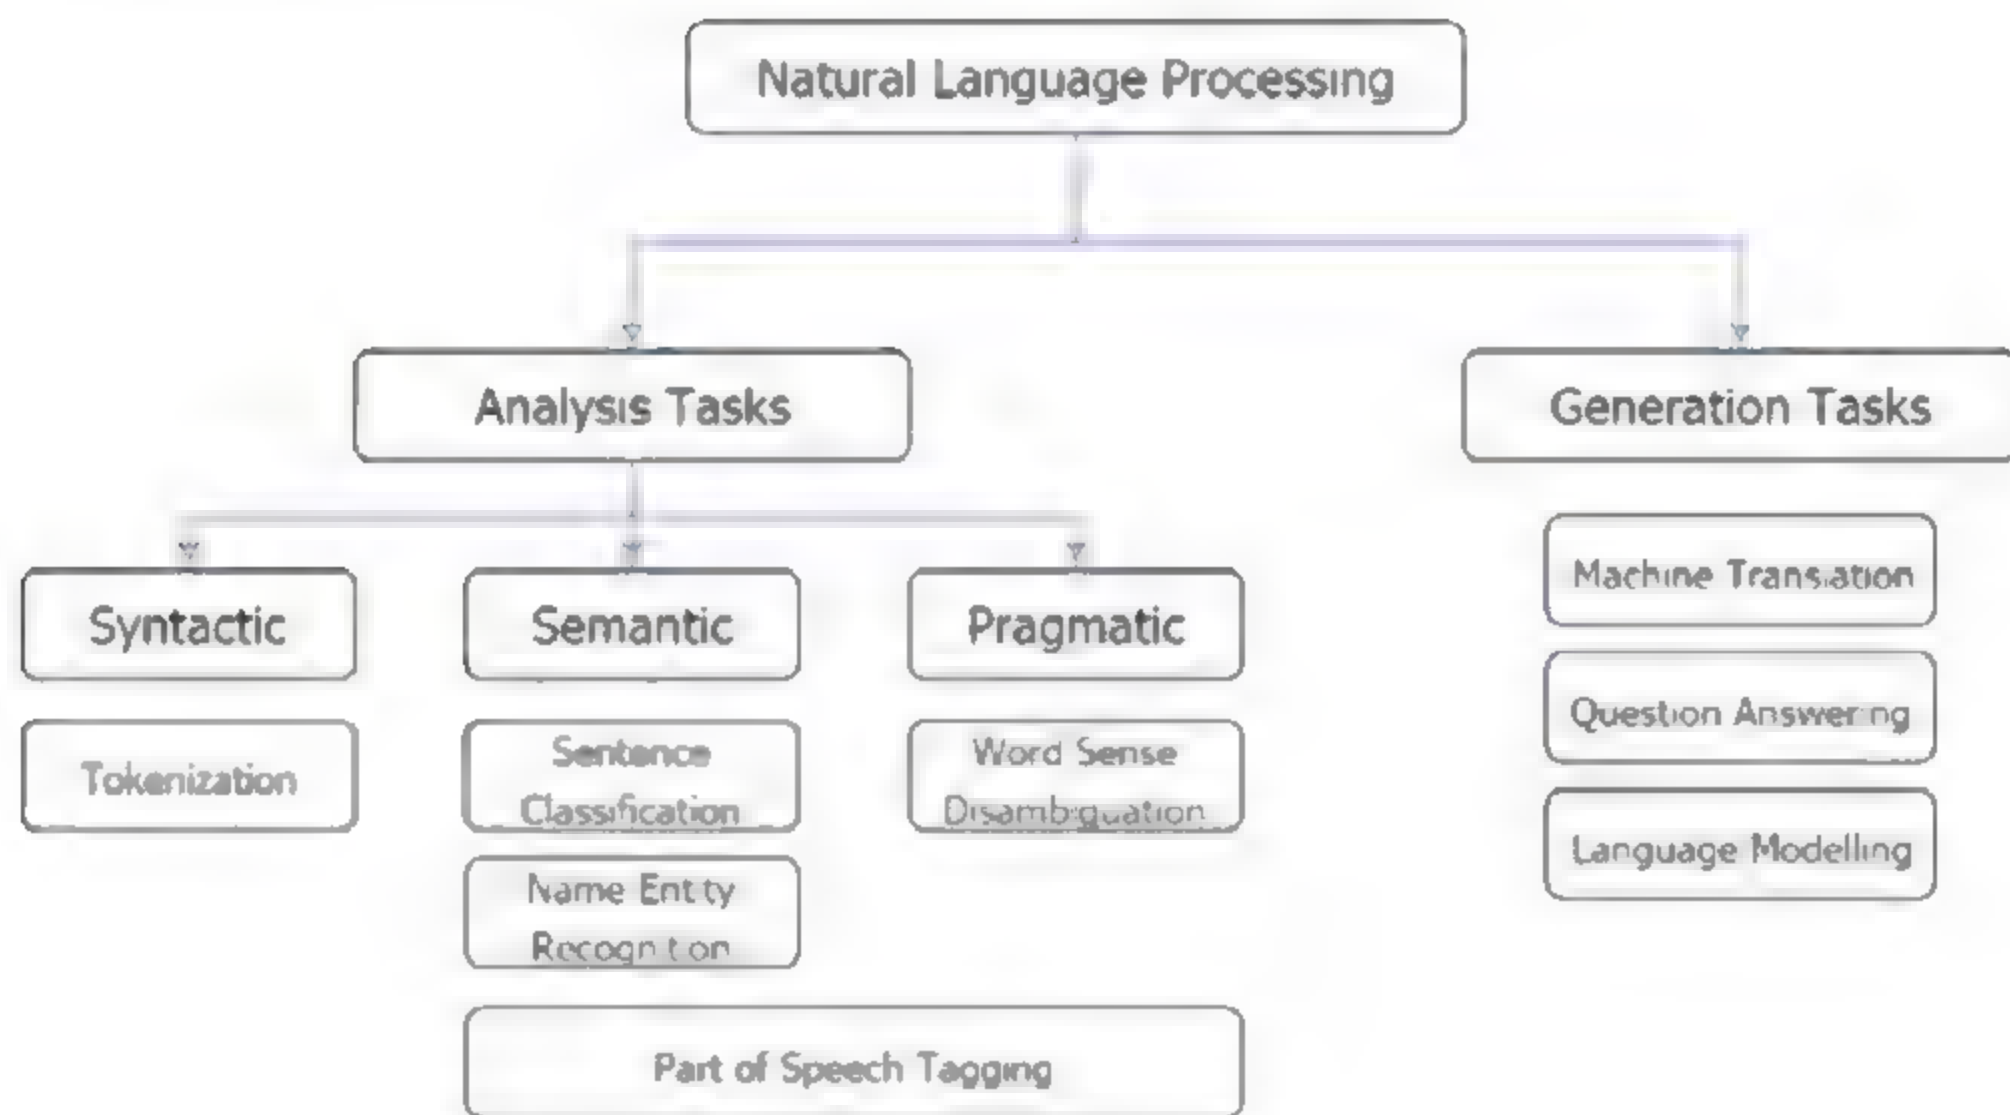 Natural Language Processing
Analysis Tasks
Generation Tasks
Syntactic
Semantic
Pragmatic
Machine Translation
Question Answering
Language Modelling
Tokenization
Sentence
Classification
Word Sense
Disambiguation
Name Entity
Recognition
Part of Speech Tagging